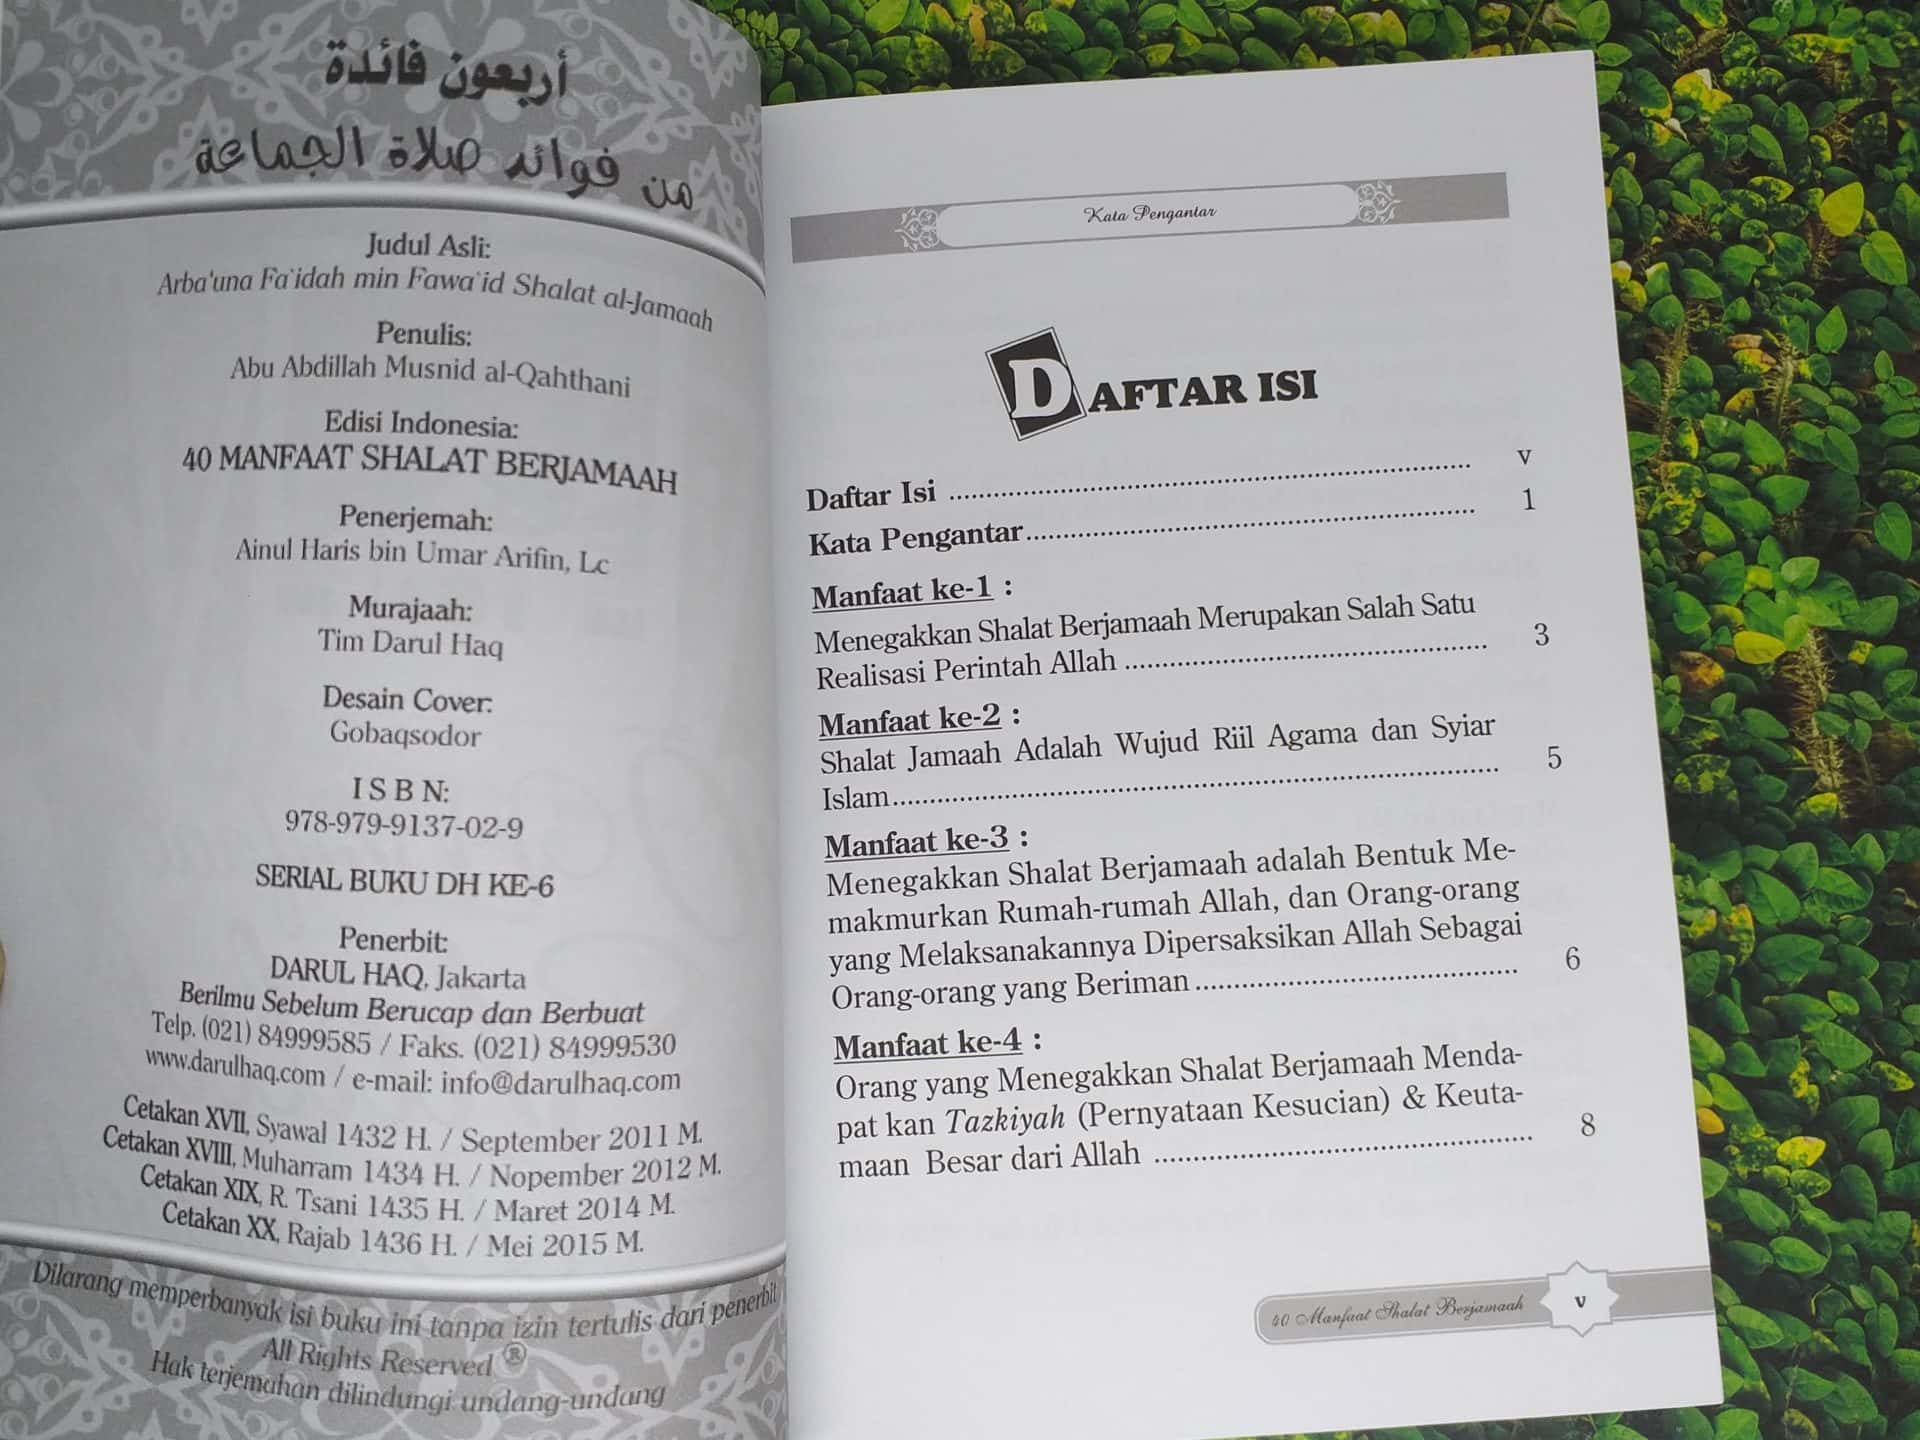 أربعون فائدة
من فوائد صلاة الجماعة
Judul Asli:
Arba'una Fa`idah min Fawa`id Shalat al-Jamaah
Penulis:
Abu Abdillah Musnid al-Qahthani
Edisi Indonesia:
40 MANFAAT SHALAT BERJAMAAH
Penerjemah:
Ainul Haris bin Umar Arifin, Lc
Murajaah:
Tim Darul Haq
Desain Cover:
Gobaqsodor
I S B N:
978-979-9137-02-9
SERIAL BUKU DH KE-6
Penerbit:
DARUL HAQ, Jakarta
Berilmu Sebelum Berucap dan Berbuat
Telp. (021) 84999585 / Faks. (021) 84999530
www.darulhaq.com / e-mail: info@darulhaq.com
Cetakan XVII, Syawal 1432 H. / September 2011 M.
Cetakan XVIII, Muharram 1434 H. / Nopember 2012 M.
Cetakan XIX, R. Tsani 1435 H. / Maret 2014 M.
Cetakan XX, Rajab 1436 H. / Mei 2015 M.
Dilarang memperbanyak isi buku ini tanpa izin tertulis dari penerbit
All Rights Reserved ®
Hak terjemahan dilindungi undang-undang
Kata Pengantar
DAFTAR ISI
Daftar Isi ........ v
Kata Pengantar ........ 1
Manfaat ke-1 :
Menegakkan Shalat Berjamaah Merupakan Salah Satu
Realisasi Perintah Allah ........ 3
Manfaat ke-2 :
Shalat Jamaah Adalah Wujud Riil Agama dan Syiar
Islam ........ 5
Manfaat ke-3 :
Menegakkan Shalat Berjamaah adalah Bentuk Me-
makmurkan Rumah-rumah Allah, dan Orang-orang
yang Melaksanakannya Dipersaksikan Allah Sebagai
Orang-orang yang Beriman ........ 6
Manfaat ke-4 :
Orang yang Menegakkan Shalat Berjamaah Menda-
pat kan Tazkiyah (Pernyataan Kesucian) & Keuta-
maan Besar dari Allah ........ 8
40 Manfaat Shalat Berjamaah v